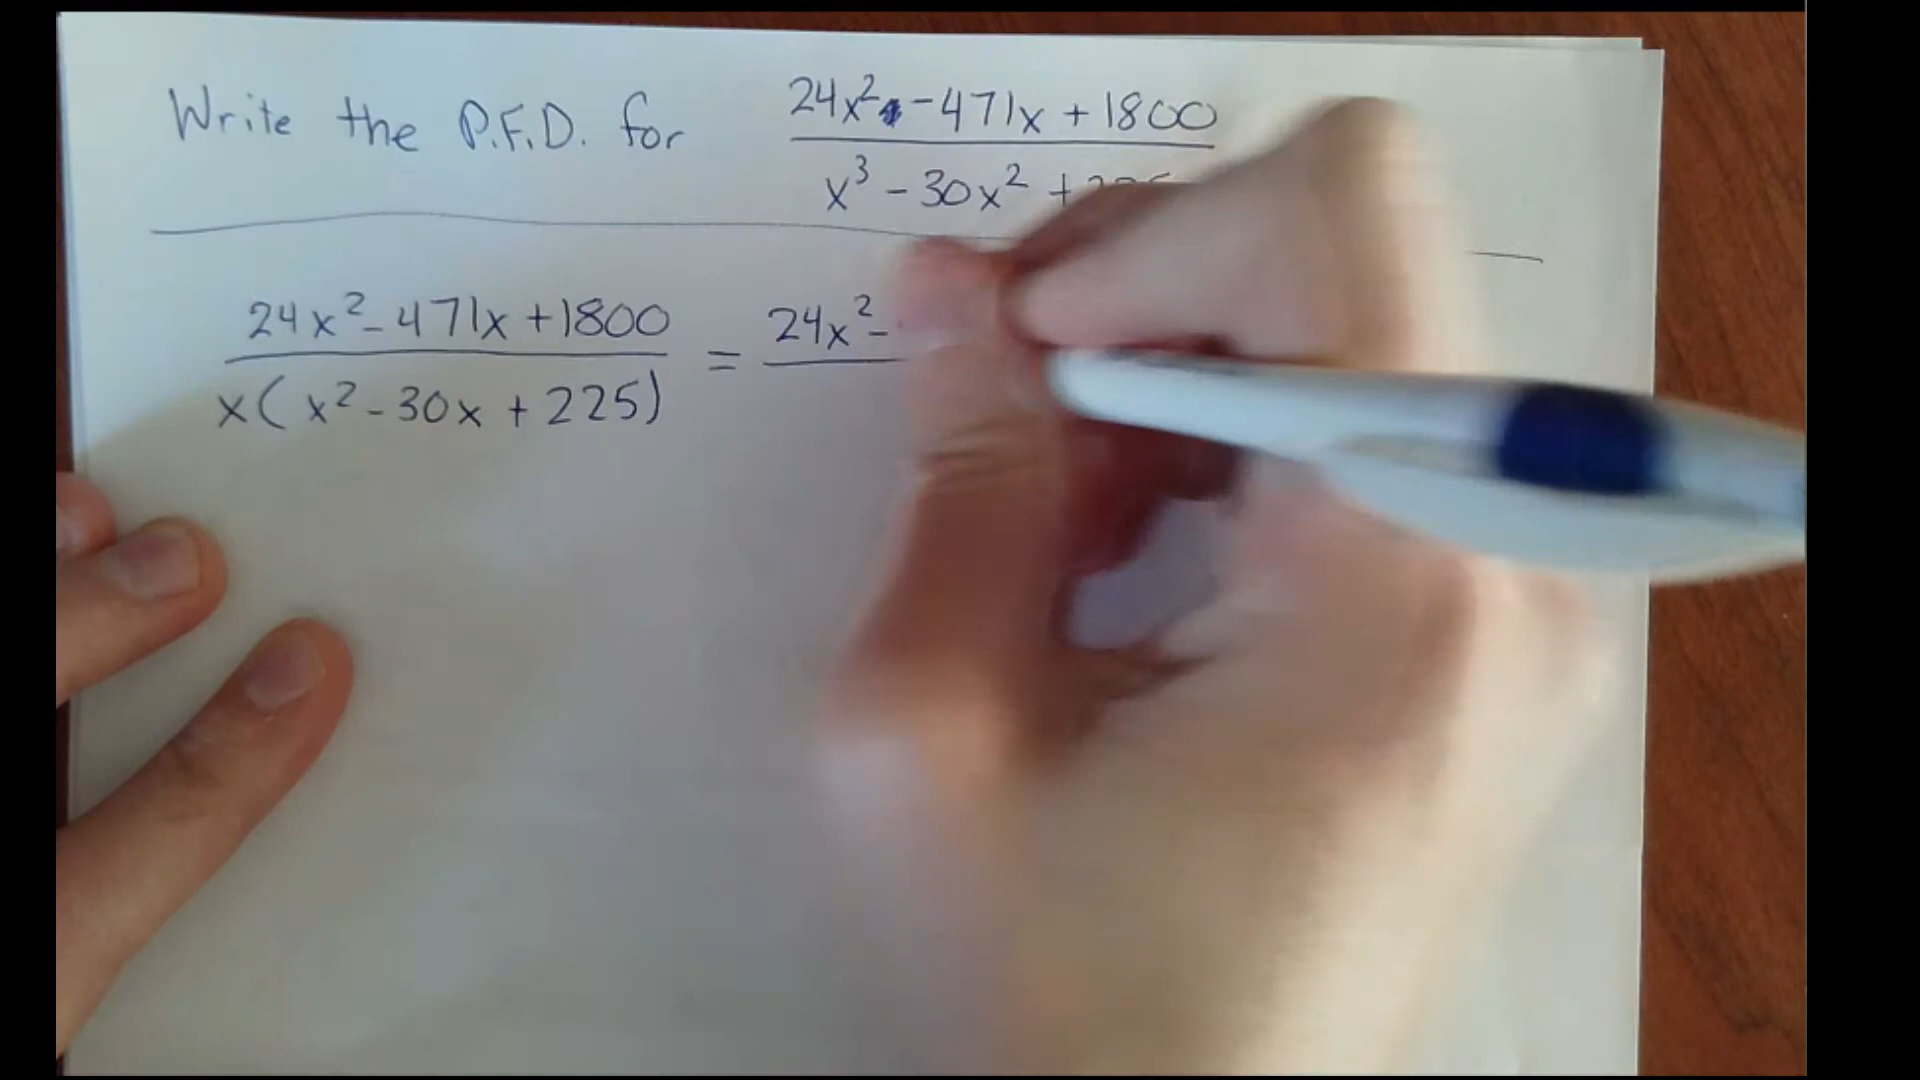 Write the P.F.D. for
24x² - 471x + 1800
x³ - 30x² +
24x² - 471x + 1800 = 24x² -
x(x² - 30x + 225)